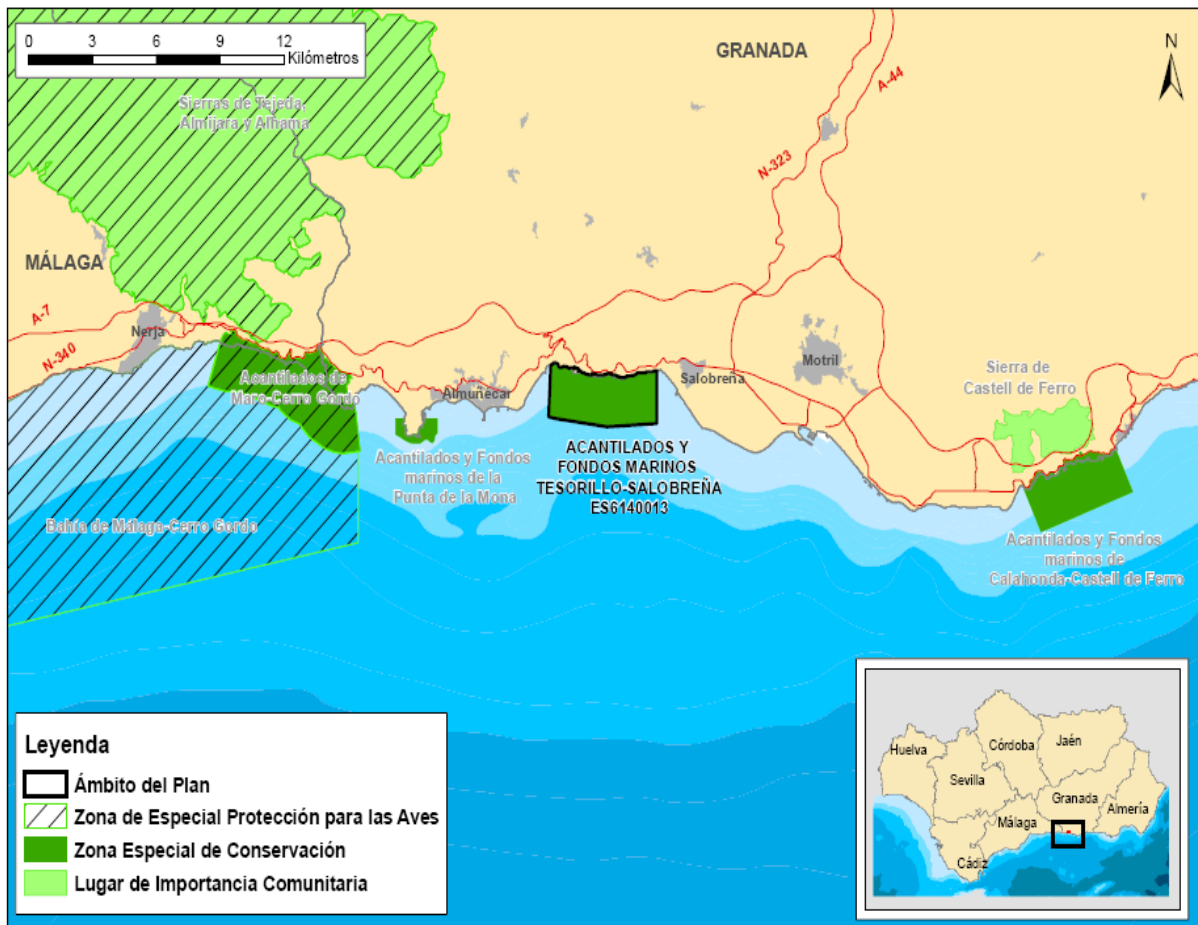 0 3 6 9 12
Kilómetros
GRANADA
N
A-44
Sierras de Tejeda,
Almijara y Alhama
N-323
MÁLAGA
A-7
Nerja
N-340
Acantilados de
Maro-Cerro Gordo
Almuñecar
Salobreña
Motril
Sierra de
Castell de Ferro
Acantilados y Fondos
marinos de la
Punta de la Mona
ACANTILADOS Y
FONDOS MARINOS
TESORILLO-SALOBREÑA
ES6140013
Bahía de Málaga-Cerro Gordo
Acantilados y Fondos
marinos de
Calahonda-Castell de Ferro
Leyenda
Ámbito del Plan
Zona de Especial Protección para las Aves
Zona Especial de Conservación
Lugar de Importancia Comunitaria
Huelva
Córdoba
Jaén
Sevilla
Granada
Almería
Málaga
Cádiz